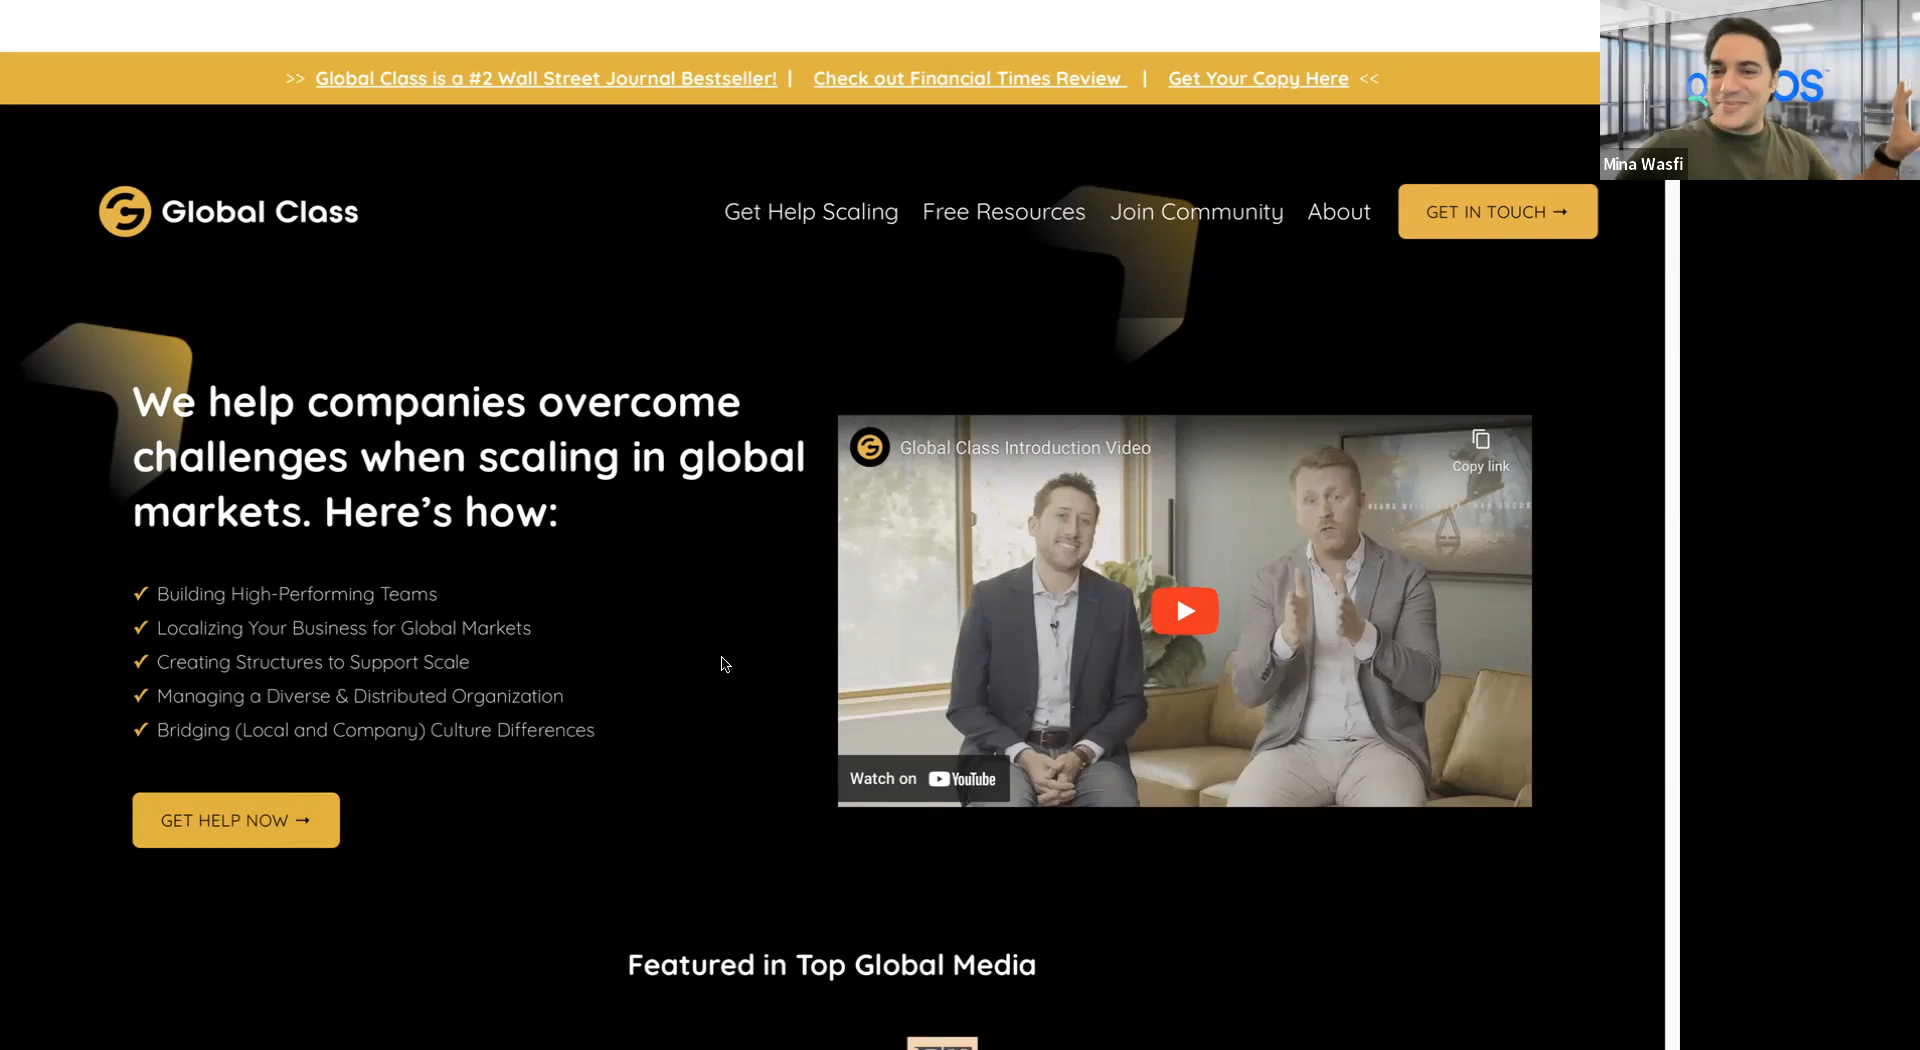 >> Global Class is a #2 Wall Street Journal Bestseller! | Check out Financial Times Review | Get Your Copy Here <<
Mina Wasfi
Global Class
Get Help Scaling Free Resources Join Community About GET IN TOUCH →
We help companies overcome
challenges when scaling in global
markets. Here’s how:
✓ Building High-Performing Teams
✓ Localizing Your Business for Global Markets
✓ Creating Structures to Support Scale
✓ Managing a Diverse & Distributed Organization
✓ Bridging (Local and Company) Culture Differences
GET HELP NOW →
Global Class Introduction Video
Copy link
Watch on YouTube
Featured in Top Global Media